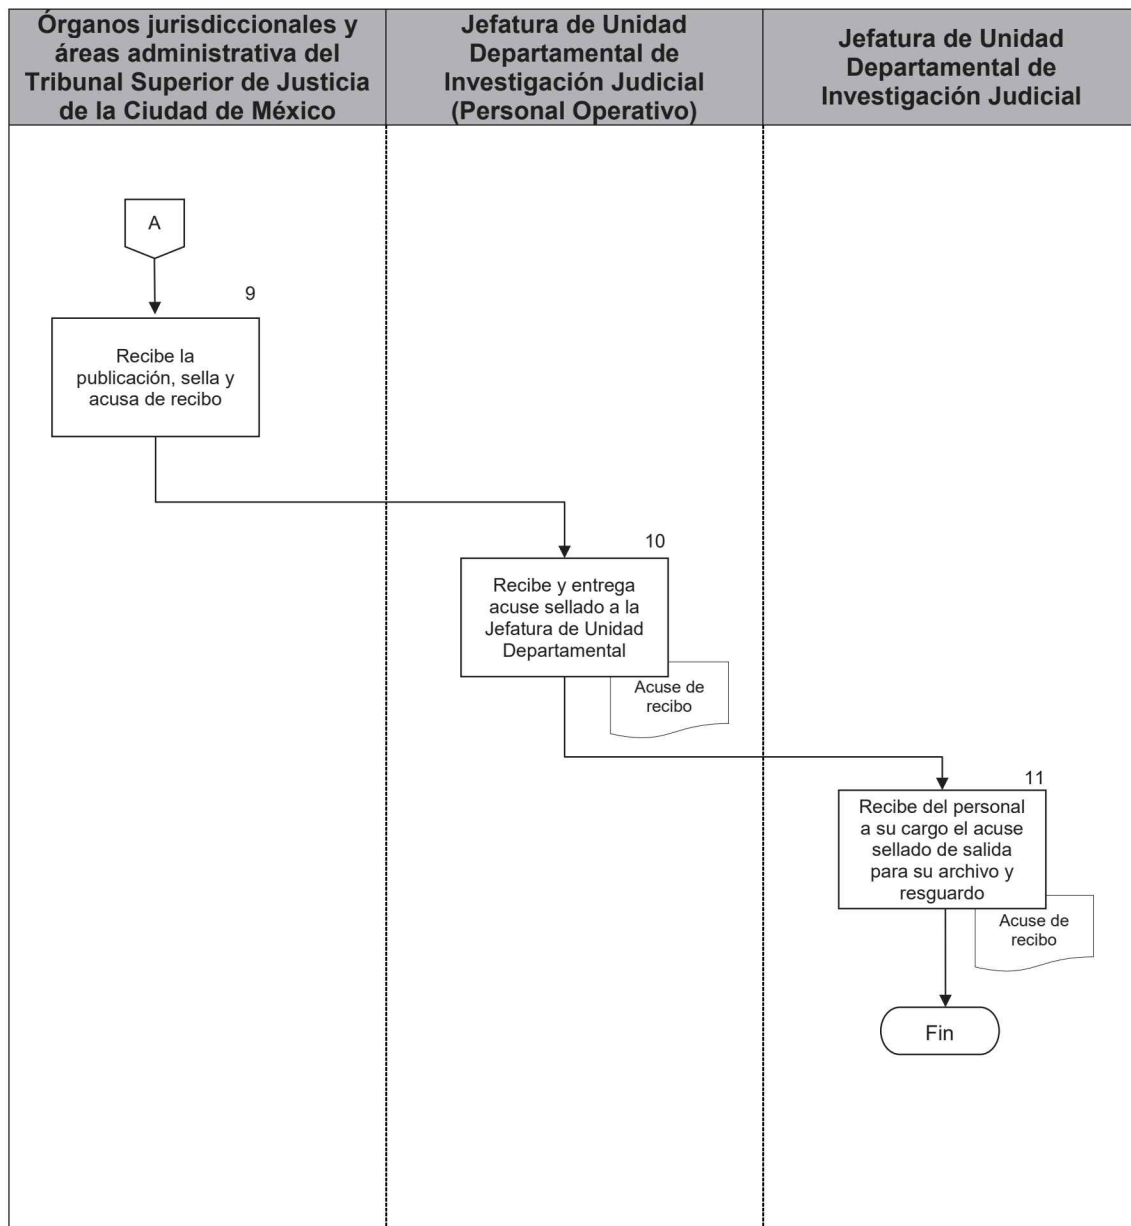 Órganos jurisdiccionales y
áreas administrativa del
Tribunal Superior de Justicia
de la Ciudad de México
Jefatura de Unidad
Departamental de
Investigación Judicial
(Personal Operativo)
Jefatura de Unidad
Departamental de
Investigación Judicial
A
9
Recibe la
publicación, sella y
acusa de recibo
10
Recibe y entrega
acuse sellado a la
Jefatura de Unidad
Departamental
Acuse de
recibo
11
Recibe del personal
a su cargo el acuse
sellado de salida
para su archivo y
resguardo
Acuse de
recibo
Fin